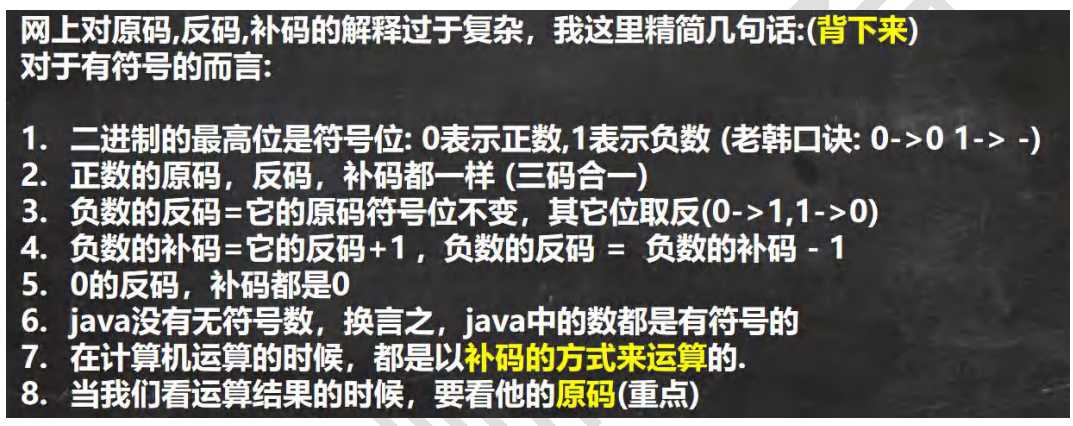 网上对原码,反码,补码的解释过于复杂，我这里精简几句话:(背下来)
对于有符号的而言:
1. 二进制的最高位是符号位: 0表示正数,1表示负数 (老韩口诀: 0->0 1-> -)
2. 正数的原码，反码，补码都一样 (三码合一)
3. 负数的反码=它的原码符号位不变，其它位取反(0->1,1->0)
4. 负数的补码=它的反码+1 ，负数的反码 = 负数的补码 - 1
5. 0的反码，补码都是0
6. java没有无符号数，换言之，java中的数都是有符号的
7. 在计算机运算的时候，都是以补码的方式来运算的.
8. 当我们看运算结果的时候，要看他的原码(重点)